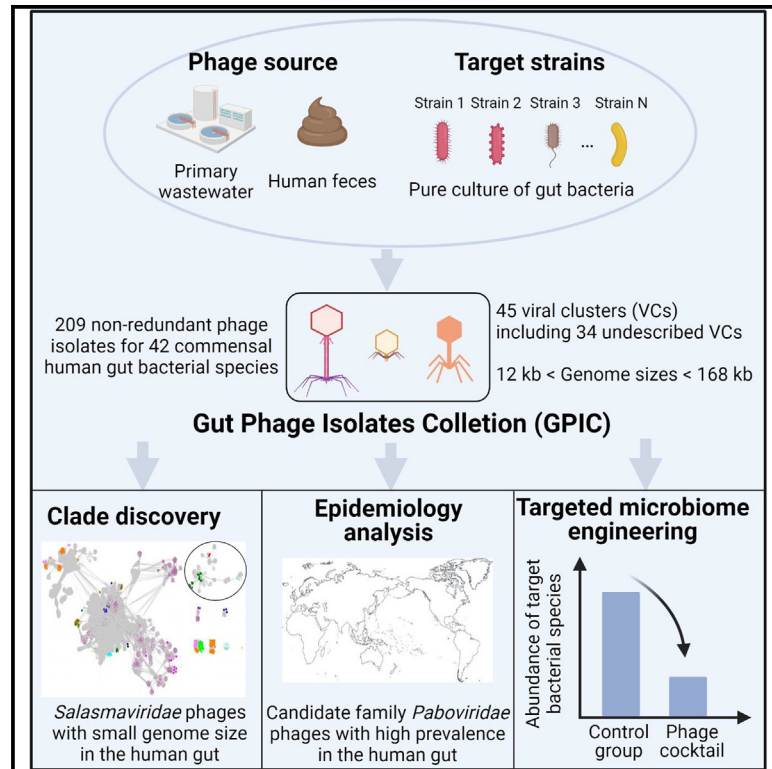 Phage source
Target strains
Strain 1 Strain 2 Strain 3 Strain N
...
Primary
wastewater
Human feces
Pure culture of gut bacteria
209 non-redundant phage
isolates for 42 commensal
human gut bacterial species
45 viral clusters (VCs)
including 34 undescribed VCs
12 kb < Genome sizes < 168 kb
Gut Phage Isolates Colletion (GPIC)
Clade discovery
Salasmaviridae phages
with small genome size
in the human gut
Epidemiology
analysis
Candidate family Paboviridae
phages with high prevalence
in the human gut
Targeted microbiome
engineering
Abundance of target
bacterial species
Control
group
Phage
cocktail